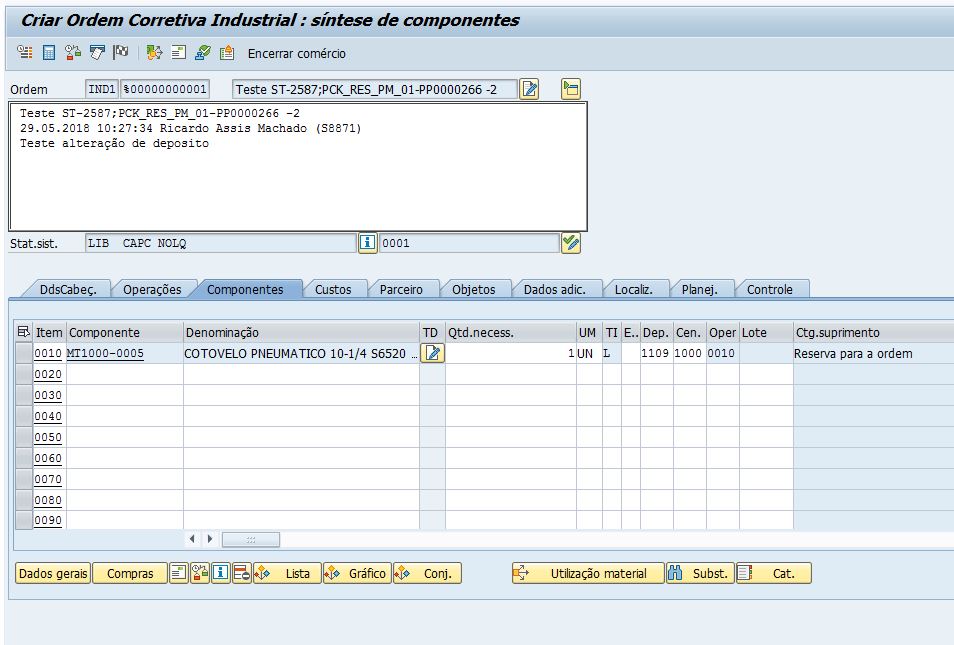 Criar Ordem Corretiva Industrial : síntese de componentes
Encerrar comércio
Ordem IND1 %00000000001 Teste ST-2587;PCK_RES_PM_01-PP0000266 -2
Teste ST-2587;PCK_RES_PM_01-PP0000266 -2
29.05.2018 10:27:34 Ricardo Assis Machado (S8871)
Teste alteração de deposito
Stat.sist. LIB CAPC NOLQ 0001
DdsCabeç. Operações Componentes Custos Parceiro Objetos Dados adic. Localiz. Planej. Controle
Item Componente Denominação TD Qtd.necess. UM TI E.. Dep. Cen. Oper Lote Ctg.suprimento
0010 MT1000-0005 COTOVELO PNEUMATICO 10-1/4 S6520 ... 1 UN L 1109 1000 0010 Reserva para a ordem
0020
0030
0040
0050
0060
0070
0080
0090
Dados gerais Compras Lista Gráfico Conj. Utilização material Subst. Cat.